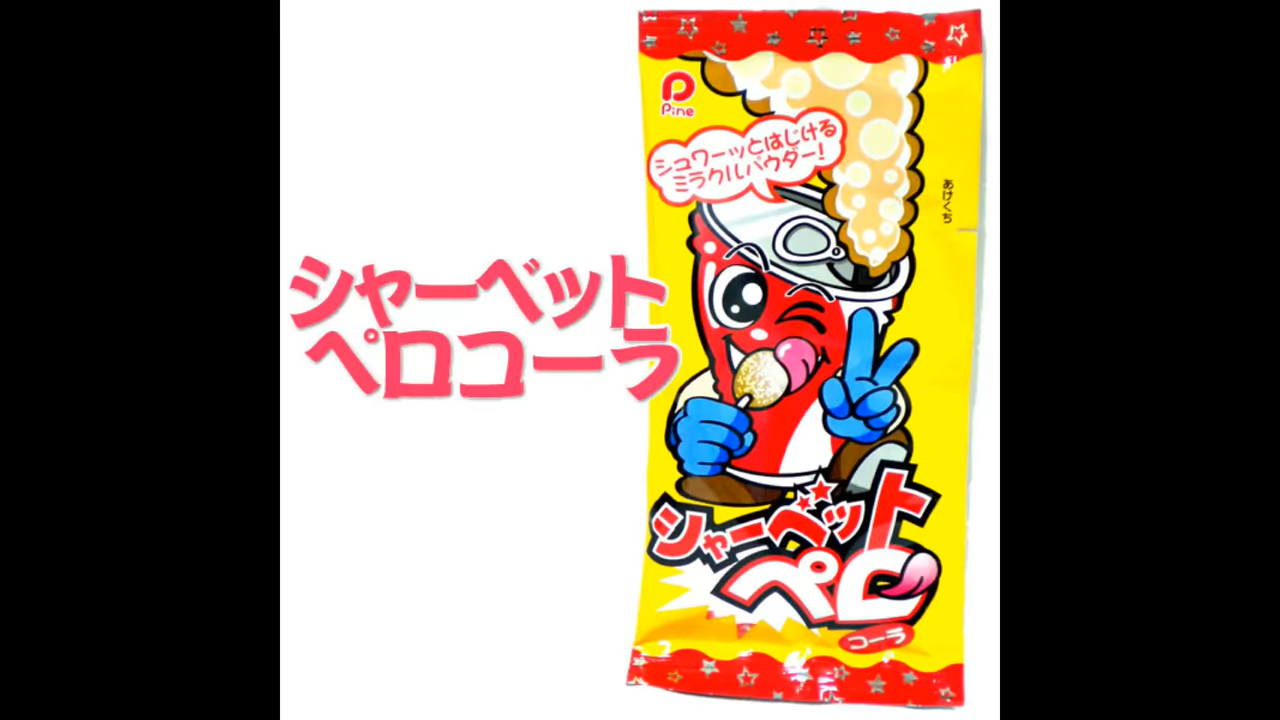 シャーベット
ペロコーラ
Pine
シュワーッとはじける
ミラクルパウダー!
あけくち
シャーベット
ペロ
コーラ